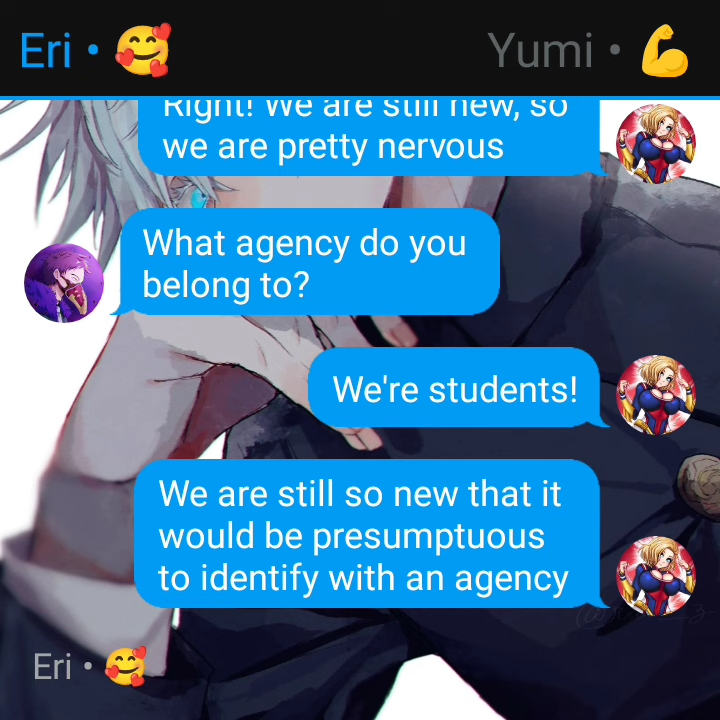 Eri • 🥰
Yumi • 💪
Right! We are still new, so
we are pretty nervous
What agency do you
belong to?
We're students!
We are still so new that it
would be presumptuous
to identify with an agency
Eri • 🥰